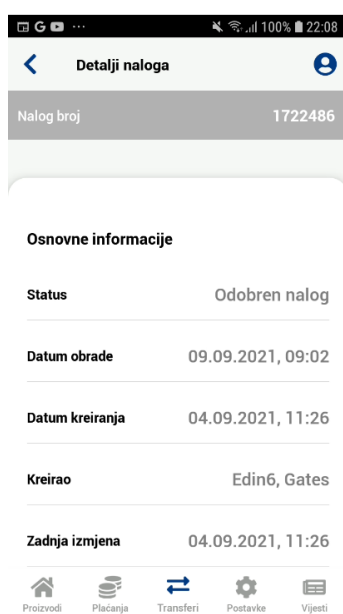 G ... 100% 22:08
Detalji naloga
Nalog broj 1722486
Osnovne informacije
Status Odobren nalog
Datum obrade 09.09.2021, 09:02
Datum kreiranja 04.09.2021, 11:26
Kreirao Edin6, Gates
Zadnja izmjena 04.09.2021, 11:26
Proizvodi Plaćanja Transferi Postavke Vijesti